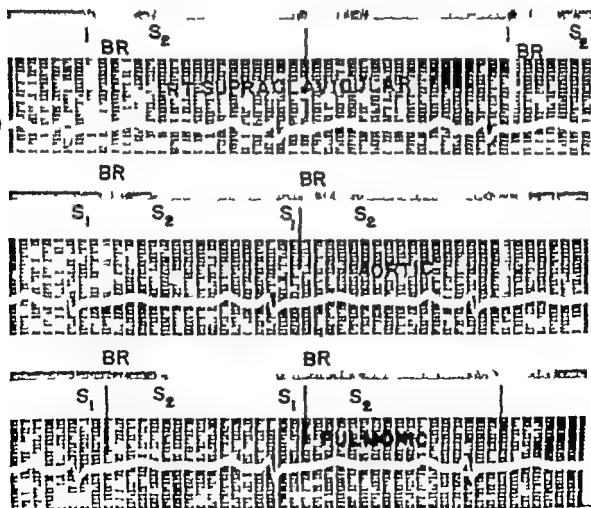 BR S₂ BR S₂
RT. SUPRACLAVICULAR
BR BR
S₁ S₂ S₁ S₂
AORTIC
BR BR
S₁ S₂ S₁ S₂
PULMONIC